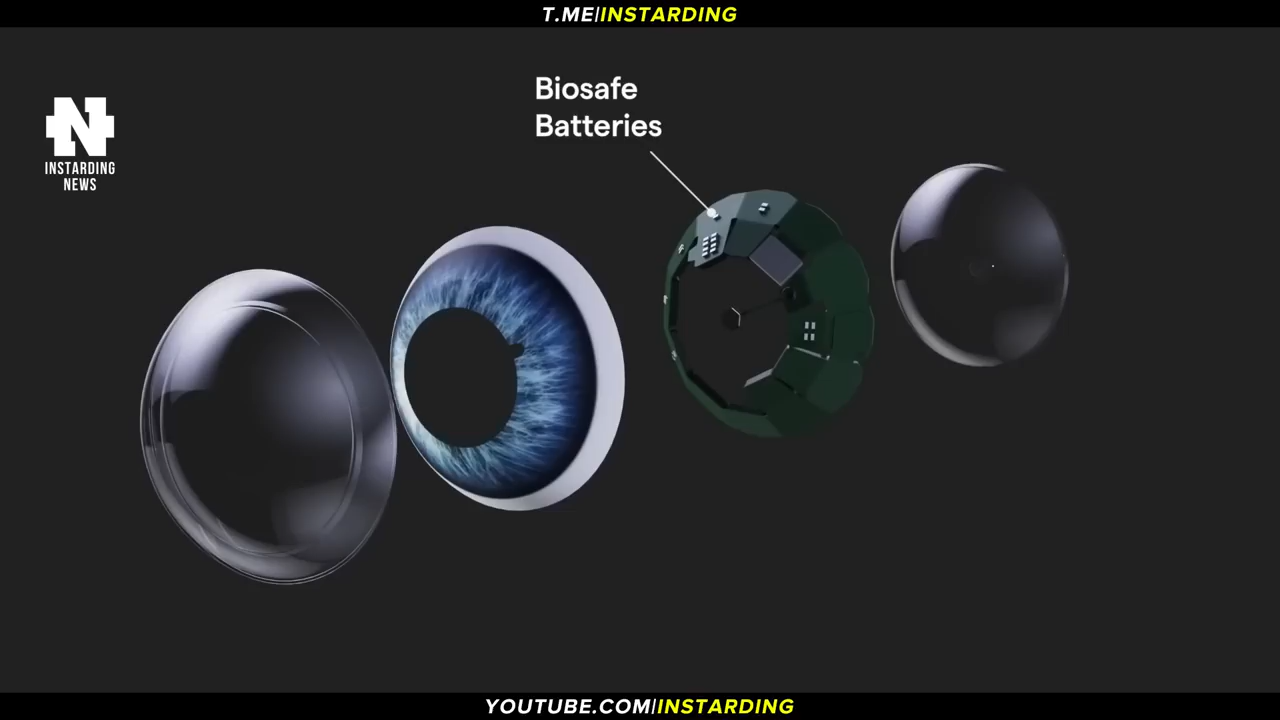 T.ME|INSTARDING
Biosafe
Batteries
N
INSTARDING
NEWS
YOUTUBE.COM|INSTARDING